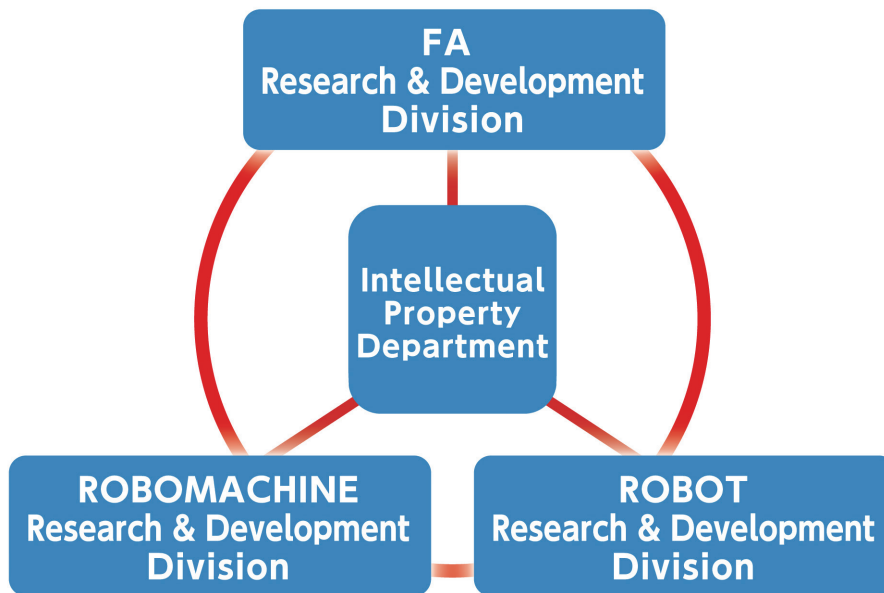 FA
Research & Development
Division
Intellectual
Property
Department
ROBOMACHINE
Research & Development
Division
ROBOT
Research & Development
Division